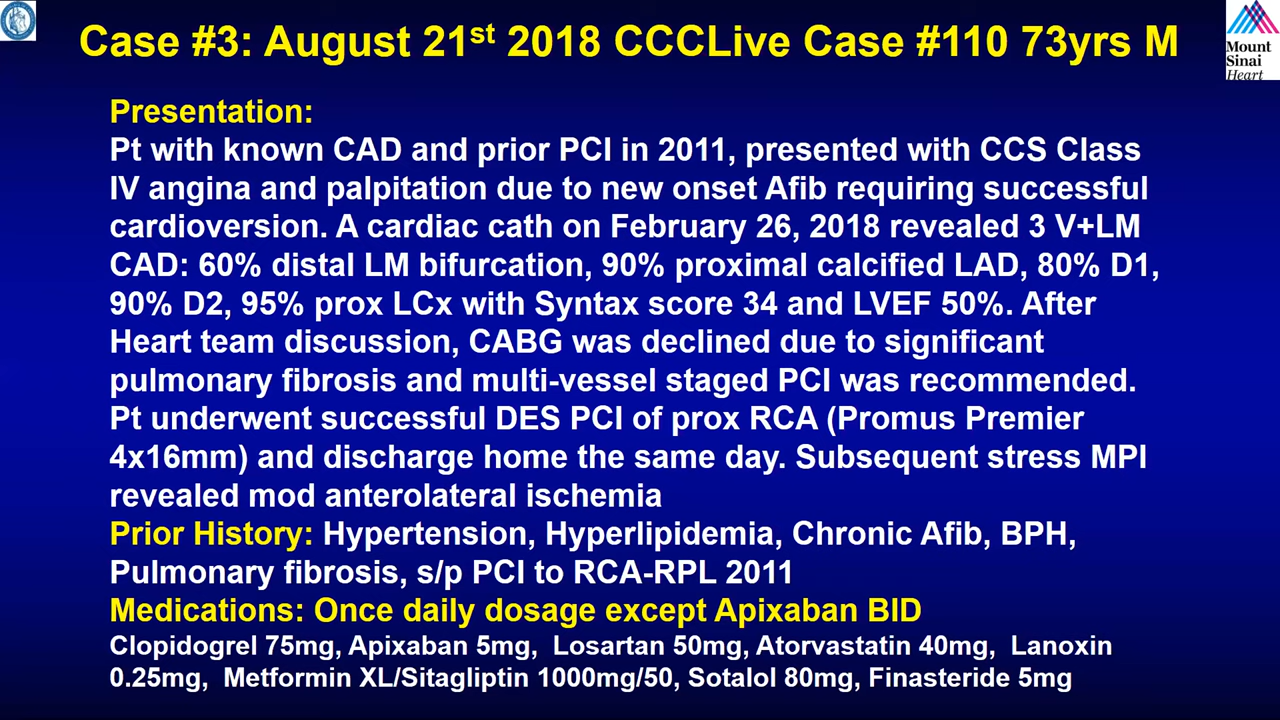 Case #3: August 21st 2018 CCCLive Case #110 73yrs M
Mount
Sinai
Heart
Presentation:
Pt with known CAD and prior PCI in 2011, presented with CCS Class
IV angina and palpitation due to new onset Afib requiring successful
cardioversion. A cardiac cath on February 26, 2018 revealed 3 V+LM
CAD: 60% distal LM bifurcation, 90% proximal calcified LAD, 80% D1,
90% D2, 95% prox LCx with Syntax score 34 and LVEF 50%. After
Heart team discussion, CABG was declined due to significant
pulmonary fibrosis and multi-vessel staged PCI was recommended.
Pt underwent successful DES PCI of prox RCA (Promus Premier
4x16mm) and discharge home the same day. Subsequent stress MPI
revealed mod anterolateral ischemia
Prior History: Hypertension, Hyperlipidemia, Chronic Afib, BPH,
Pulmonary fibrosis, s/p PCI to RCA-RPL 2011
Medications: Once daily dosage except Apixaban BID
Clopidogrel 75mg, Apixaban 5mg, Losartan 50mg, Atorvastatin 40mg, Lanoxin
0.25mg, Metformin XL/Sitagliptin 1000mg/50, Sotalol 80mg, Finasteride 5mg